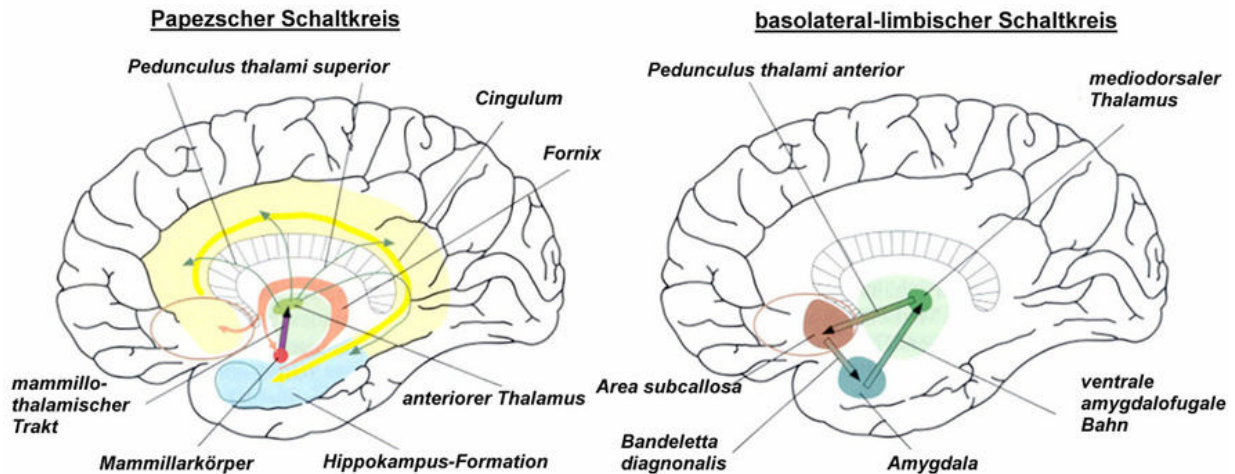 Papezscher Schaltkreis
Pedunculus thalami superior
Cingulum
Fornix
mammillo-
thalamischer
Trakt
anteriorer Thalamus
Mammillarkörper
Hippokampus-Formation
basolateral-limbischer Schaltkreis
Pedunculus thalami anterior
mediodorsaler
Thalamus
Area subcallosa
ventrale
amygdalofugale
Bahn
Bandeletta
diagnonalis
Amygdala